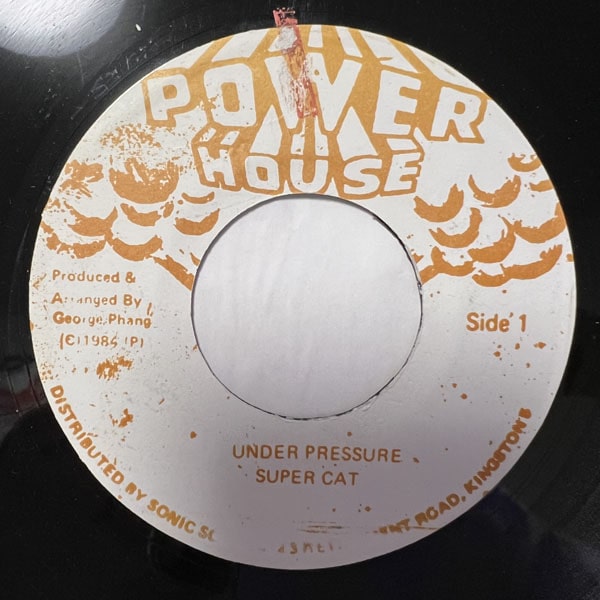 POWER
HOUSE
Produced &
Arranged By
George Phang
Side 1
UNDER PRESSURE
SUPER CAT
DISTRIBUTED BY SONIC ROAD, KINGSTON 5